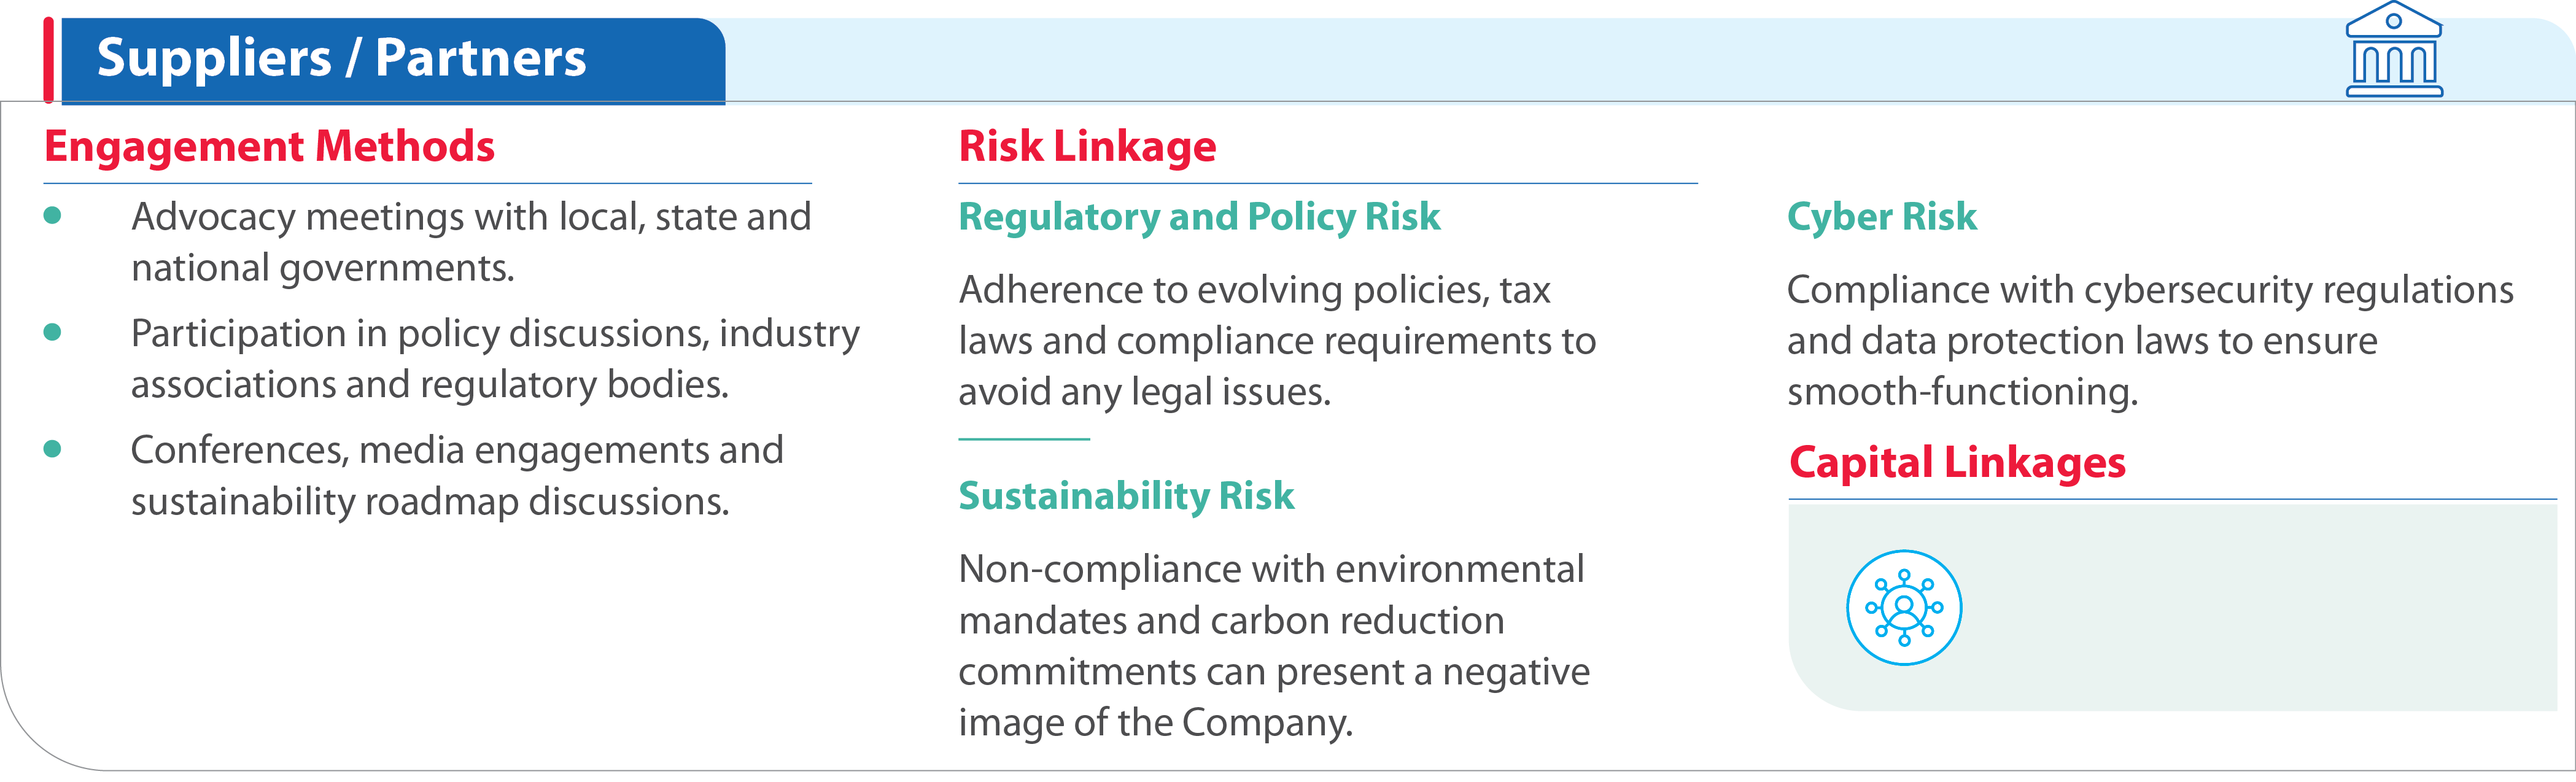 Suppliers / Partners
Engagement Methods
Advocacy meetings with local, state and
national governments.
Participation in policy discussions, industry
associations and regulatory bodies.
Conferences, media engagements and
sustainability roadmap discussions.
Risk Linkage
Regulatory and Policy Risk
Adherence to evolving policies, tax
laws and compliance requirements to
avoid any legal issues.
Sustainability Risk
Non-compliance with environmental
mandates and carbon reduction
commitments can present a negative
image of the Company.
Cyber Risk
Compliance with cybersecurity regulations
and data protection laws to ensure
smooth-functioning.
Capital Linkages